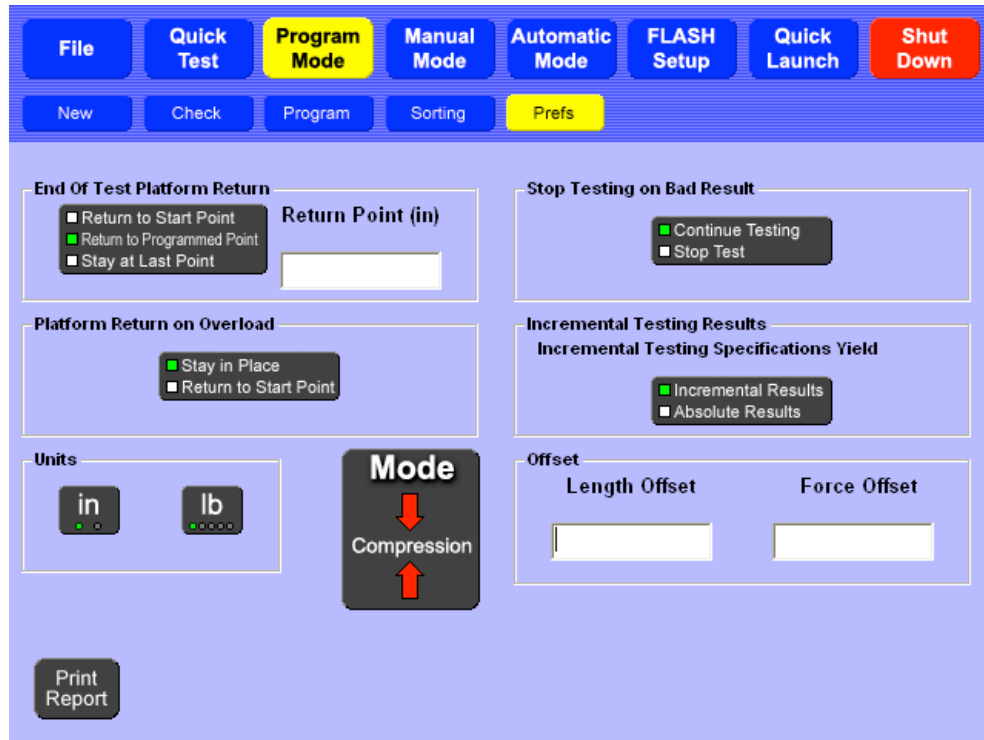 File
Quick
Test
Program
Mode
Manual
Mode
Automatic
Mode
FLASH
Setup
Quick
Launch
Shut
Down
New
Check
Program
Sorting
Prefs
End Of Test Platform Return
Return to Start Point
Return to Programmed Point
Stay at Last Point
Return Point (in)
Stop Testing on Bad Result
Continue Testing
Stop Test
Platform Return on Overload
Stay in Place
Return to Start Point
Incremental Testing Results
Incremental Testing Specifications Yield
Incremental Results
Absolute Results
Units
in
lb
Mode
Compression
Offset
Length Offset
Force Offset
Print
Report